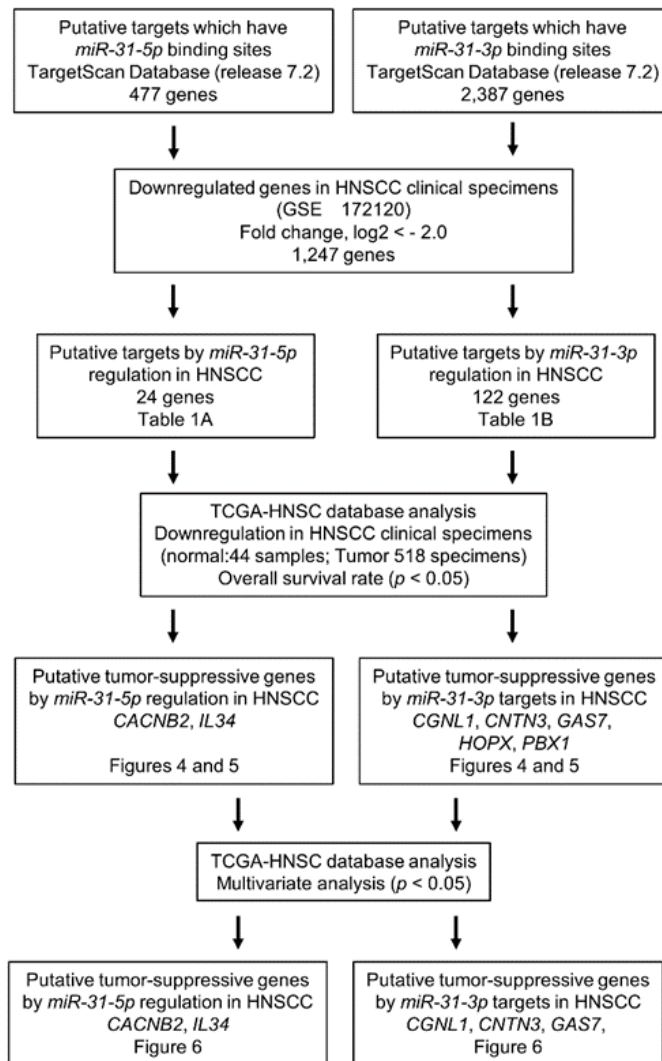 Putative targets which have
miR-31-5p binding sites
TargetScan Database (release 7.2)
477 genes
Putative targets which have
miR-31-3p binding sites
TargetScan Database (release 7.2)
2,387 genes
Downregulated genes in HNSCC clinical specimens
(GSE 172120)
Fold change, log2 < - 2.0
1,247 genes
Putative targets by miR-31-5p
regulation in HNSCC
24 genes
Table 1A
Putative targets by miR-31-3p
regulation in HNSCC
122 genes
Table 1B
TCGA-HNSC database analysis
Downregulation in HNSCC clinical specimens
(normal:44 samples; Tumor 518 specimens)
Overall survival rate (p < 0.05)
Putative tumor-suppressive genes
by miR-31-5p regulation in HNSCC
CACNB2, IL34
Figures 4 and 5
Putative tumor-suppressive genes
by miR-31-3p targets in HNSCC
CGNL1, CNTN3, GAS7,
HOPX, PBX1
Figures 4 and 5
TCGA-HNSC database analysis
Multivariate analysis (p < 0.05)
Putative tumor-suppressive genes
by miR-31-5p regulation in HNSCC
CACNB2, IL34
Figure 6
Putative tumor-suppressive genes
by miR-31-3p targets in HNSCC
CGNL1, CNTN3, GAS7,
Figure 6